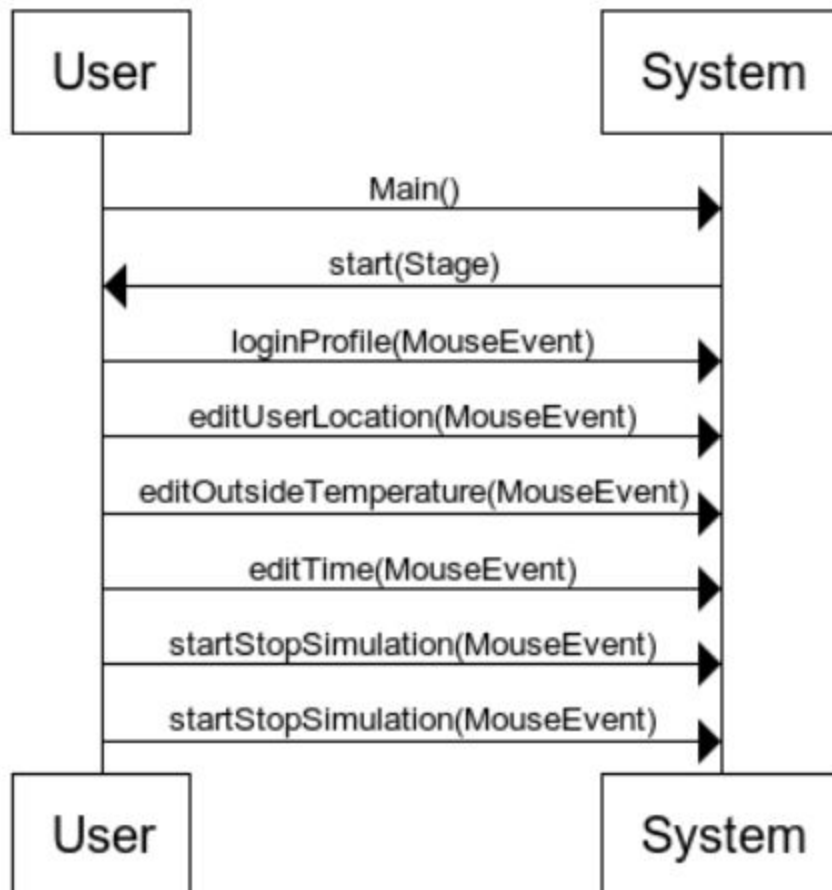 User
System
Main()
start(Stage)
loginProfile(MouseEvent)
editUserLocation(MouseEvent)
editOutsideTemperature(MouseEvent)
editTime(MouseEvent)
startStopSimulation(MouseEvent)
startStopSimulation(MouseEvent)
User
System